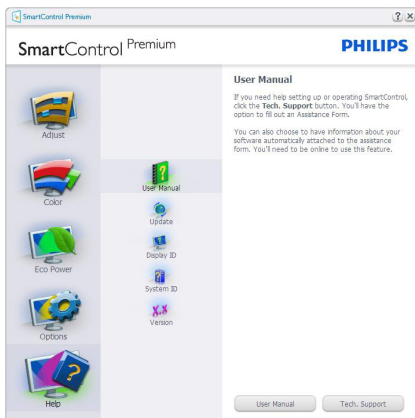 SmartControl Premium
SmartControl Premium
PHILIPS
Adjust
Color
Eco Power
Options
Help
User Manual
Update
Display ID
System ID
X.X
Version
User Manual
If you need help setting up or operating SmartControl,
click the Tech. Support button. You'll have the
option to fill out an Assistance Form.
You can also choose to have information about your
software automatically attached to the assistance
form. You'll need to be online to use this feature.
User Manual
Tech. Support